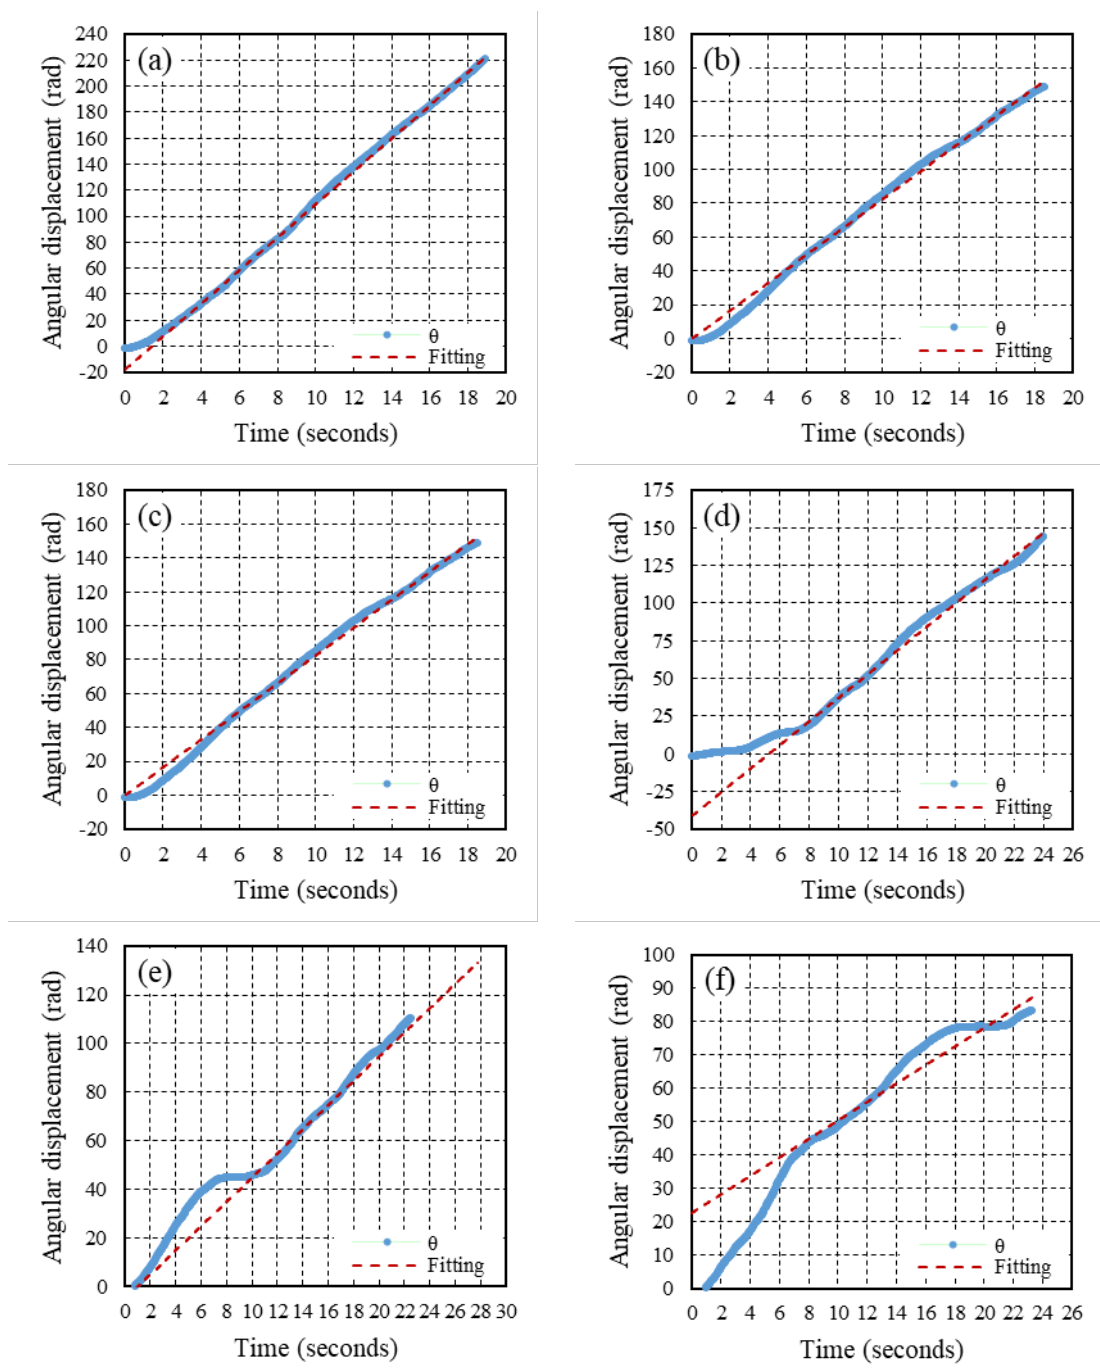 (a)
Angular displacement (rad)
240
220
200
180
160
140
120
100
80
60
40
20
0
-20
θ
Fitting
0 2 4 6 8 10 12 14 16 18 20
Time (seconds)
(b)
Angular displacement (rad)
180
160
140
120
100
80
60
40
20
0
-20
θ
Fitting
0 2 4 6 8 10 12 14 16 18 20
Time (seconds)
(c)
Angular displacement (rad)
180
160
140
120
100
80
60
40
20
0
-20
θ
Fitting
0 2 4 6 8 10 12 14 16 18 20
Time (seconds)
(d)
Angular displacement (rad)
175
150
125
100
75
50
25
0
-25
-50
θ
Fitting
0 2 4 6 8 10 12 14 16 18 20 22 24 26
Time (seconds)
(e)
Angular displacement (rad)
140
120
100
80
60
40
20
0
θ
Fitting
0 2 4 6 8 10 12 14 16 18 20 22 24 26 28 30
Time (seconds)
(f)
Angular displacement (rad)
100
90
80
70
60
50
40
30
20
10
0
θ
Fitting
0 2 4 6 8 10 12 14 16 18 20 22 24 26
Time (seconds)